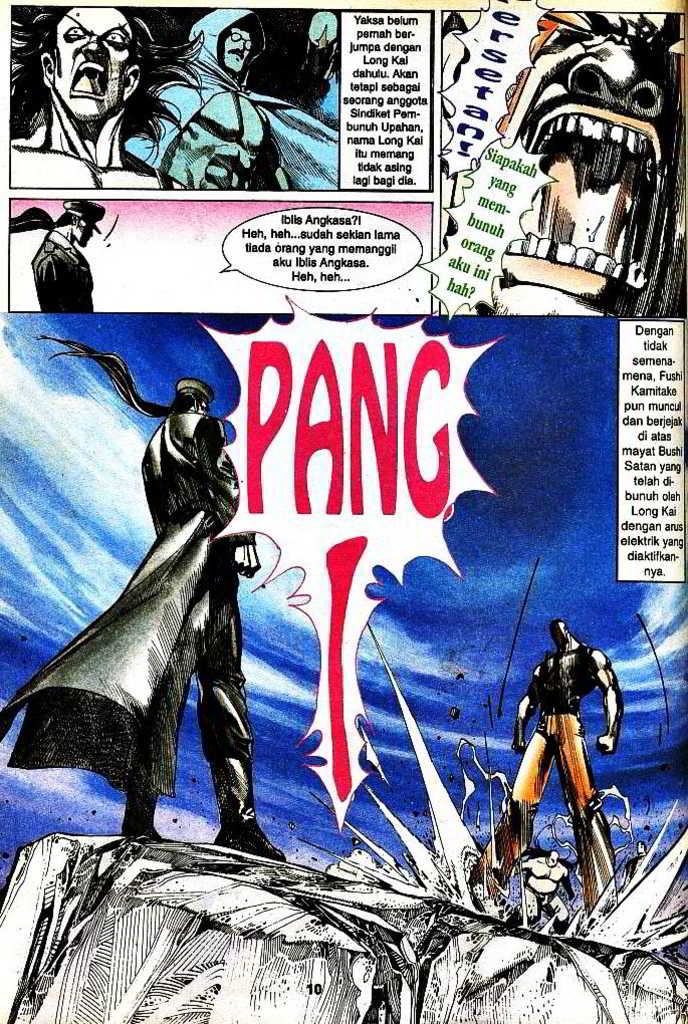 Yaksa belum
pernah ber-
jumpa dengan
Long Kai
dahulu. Akan
tetapi sebagai
seorang anggota
Sindiket Pem-
bunuh Upahan,
nama Long Kai
itu memang
tidak asing
lagi bagi dia.
ersetan!
Siapakah
yang
mem-
bunuh
orang
aku ini
hah?
Iblis Angkasa?!
Heh, heh...sudah sekian lama
tiada orang yang memanggil
aku Iblis Angkasa.
Heh, heh...
PANG
!
Dengan
tidak
semena-
mena, Fushi
Kamitake
pun muncul
dan berjejak
di atas
mayat Bushi
Satan yang
telah di-
bunuh oleh
Long Kai
dengan arus
elektrik yang
diaktifkan-
nya.
10